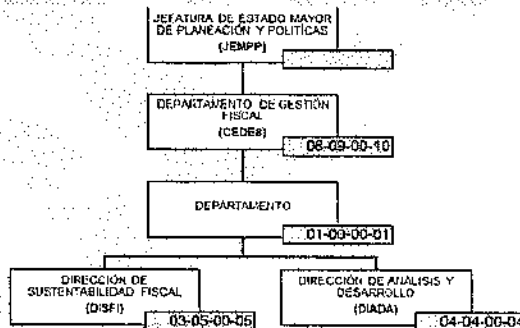 JEFATURA DE ESTADO MAYOR
DE PLANEACIÓN Y POLÍTICAS
(JEMPP)
DEPARTAMENTO DE GESTIÓN
FISCAL
(CEDE8)
06-09-00-10
DEPARTAMENTO
01-00-00-01
DIRECCIÓN DE
SUSTENTABILIDAD FISCAL
(DISFI)
03-05-00-05
DIRECCIÓN DE ANÁLISIS Y
DESARROLLO
(DIADA)
04-04-00-04